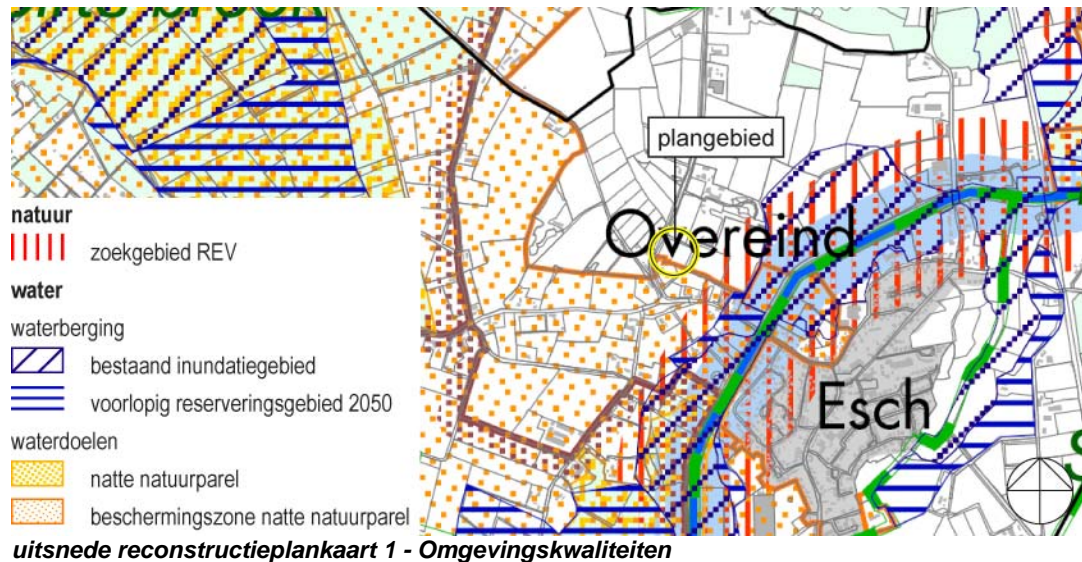 plangebied
Overeind
Esch
natuur
zoekgebied REV
water
waterberging
bestaand inundatiegebied
voorlopig reserveringsgebied 2050
waterdoelen
natte natuurparel
beschermingszone natte natuurparel
uitsnede reconstructieplankaart 1 - Omgevingskwaliteiten